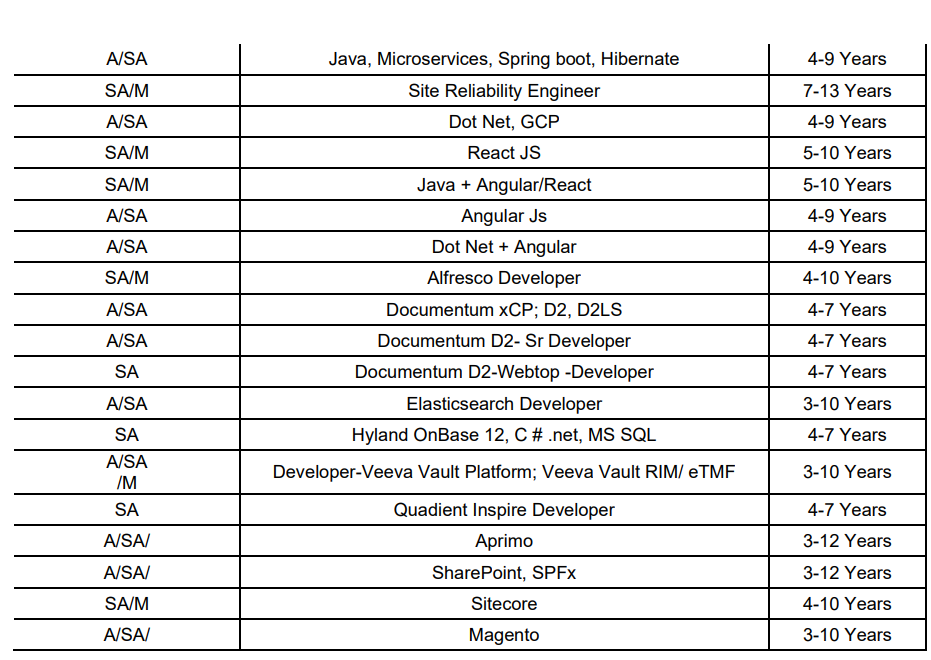 A/SA Java, Microservices, Spring boot, Hibernate 4-9 Years
SA/M Site Reliability Engineer 7-13 Years
A/SA Dot Net, GCP 4-9 Years
SA/M React JS 5-10 Years
SA/M Java + Angular/React 5-10 Years
A/SA Angular Js 4-9 Years
A/SA Dot Net + Angular 4-9 Years
SA/M Alfresco Developer 4-10 Years
A/SA Documentum xCP; D2, D2LS 4-7 Years
A/SA Documentum D2- Sr Developer 4-7 Years
SA Documentum D2-Webtop -Developer 4-7 Years
A/SA Elasticsearch Developer 3-10 Years
SA Hyland OnBase 12, C # .net, MS SQL 4-7 Years
A/SA
/M Developer-Veeva Vault Platform; Veeva Vault RIM/ eTMF 3-10 Years
SA Quadient Inspire Developer 4-7 Years
A/SA/ Aprimo 3-12 Years
A/SA/ SharePoint, SPFx 3-12 Years
SA/M Sitecore 4-10 Years
A/SA/ Magento 3-10 Years